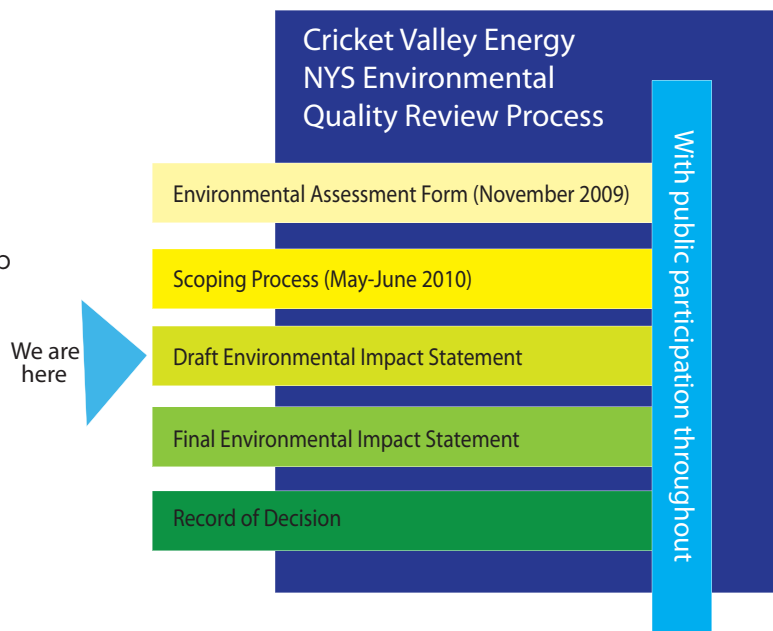 Cricket Valley Energy
NYS Environmental
Quality Review Process
With public participation throughout
Environmental Assessment Form (November 2009)
Scoping Process (May-June 2010)
We are
here
Draft Environmental Impact Statement
Final Environmental Impact Statement
Record of Decision